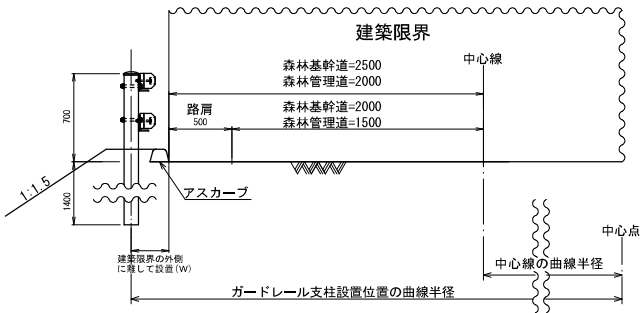 建築限界
森林基幹道=2500
森林管理道=2000
中心線
路肩
500
森林基幹道=2000
森林管理道=1500
700
1:1.5
1400
アスカーブ
建築限界の外側
に離して設置(W)
中心点
中心線の曲線半径
ガードレール支柱設置位置の曲線半径